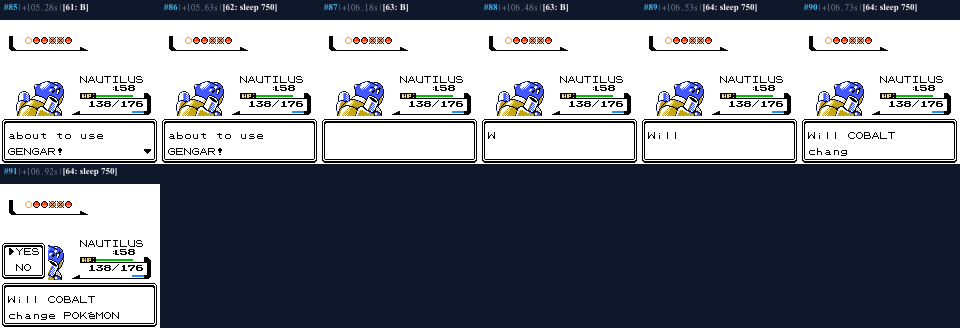 #85 | +105.28s | [61: B]
NAUTILUS
:L58
HP:
138/176
about to use
GENGAR!
#86 | +105.63s | [62: sleep 750]
NAUTILUS
:L58
HP:
138/176
about to use
GENGAR!
#87 | +106.18s | [63: B]
NAUTILUS
:L58
HP:
138/176
#88 | +106.48s | [63: B]
NAUTILUS
:L58
HP:
138/176
W
#89 | +106.53s | [64: sleep 750]
NAUTILUS
:L58
HP:
138/176
Will
#90 | +106.73s | [64: sleep 750]
NAUTILUS
:L58
HP:
138/176
Will COBALT
chang
#91 | +106.92s | [64: sleep 750]
NAUTILUS
:L58
HP:
138/176
YES
NO
Will COBALT
change POKéMON